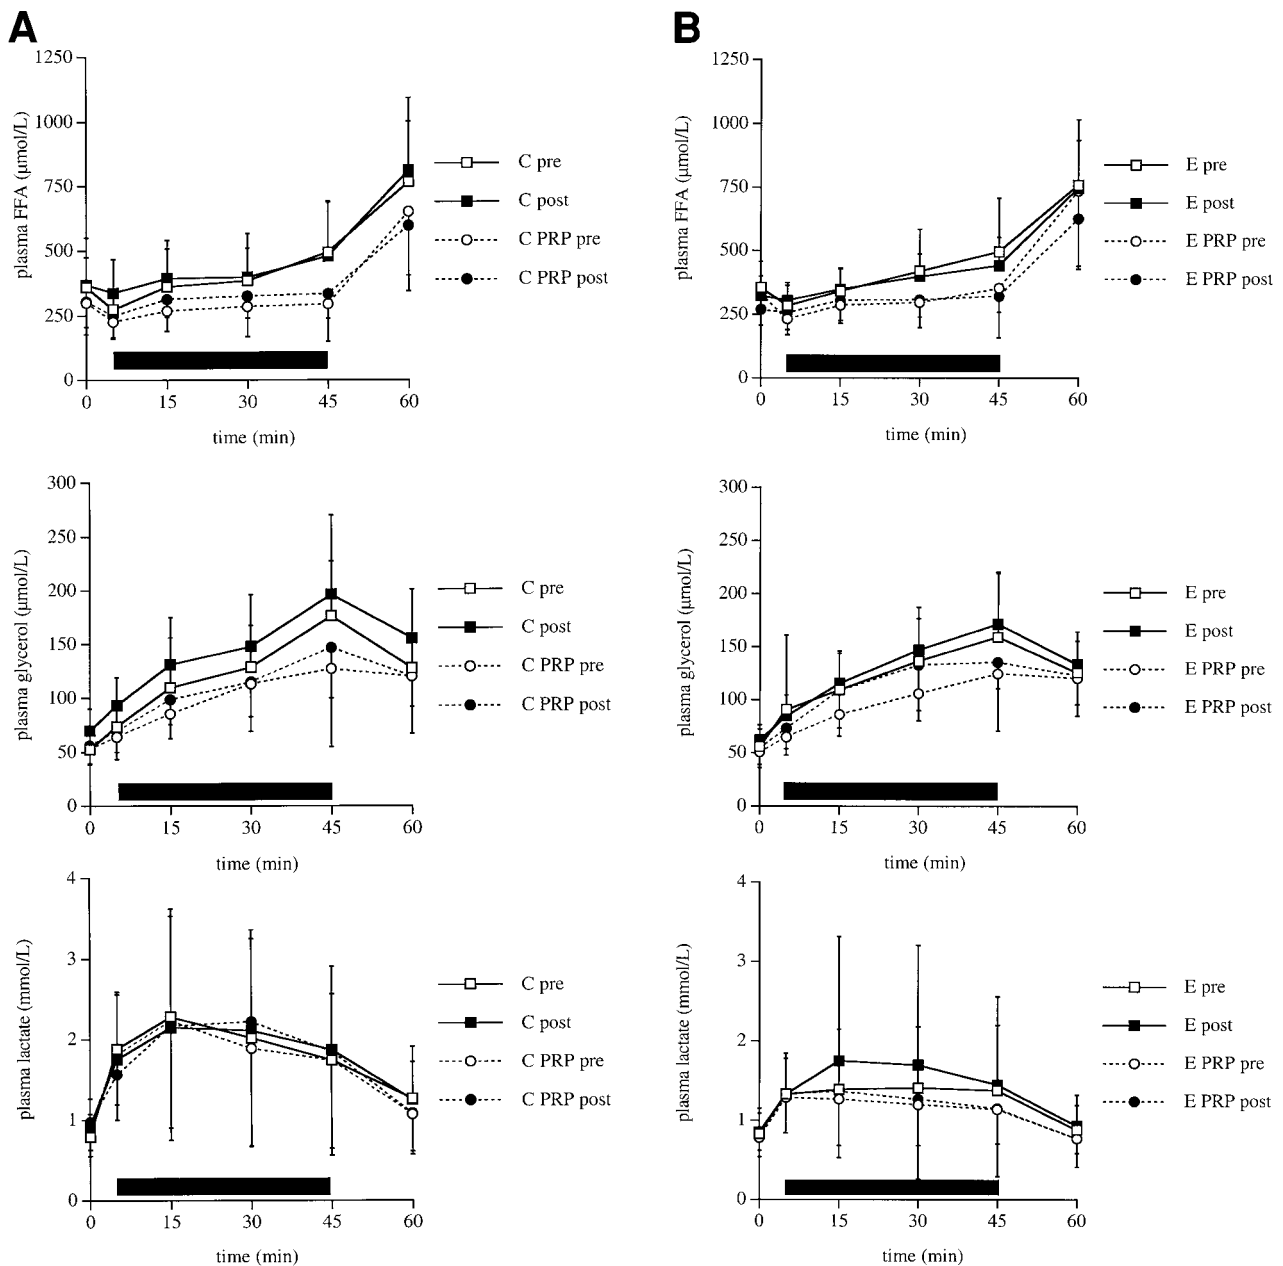 A
1250
1000
750
500
250
0
plasma FFA (μmol/L)
0 15 30 45 60
time (min)
C pre
C post
C PRP pre
C PRP post
B
1250
1000
750
500
250
0
plasma FFA (μmol/L)
0 15 30 45 60
time (min)
E pre
E post
E PRP pre
E PRP post
300
250
200
150
100
50
0
plasma glycerol (μmol/L)
0 15 30 45 60
time (min)
C pre
C post
C PRP pre
C PRP post
300
250
200
150
100
50
0
plasma glycerol (μmol/L)
0 15 30 45 60
time (min)
E pre
E post
E PRP pre
E PRP post
4
3
2
1
0
plasma lactate (mmol/L)
0 15 30 45 60
time (min)
C pre
C post
C PRP pre
C PRP post
4
3
2
1
0
plasma lactate (mmol/L)
0 15 30 45 60
time (min)
E pre
E post
E PRP pre
E PRP post